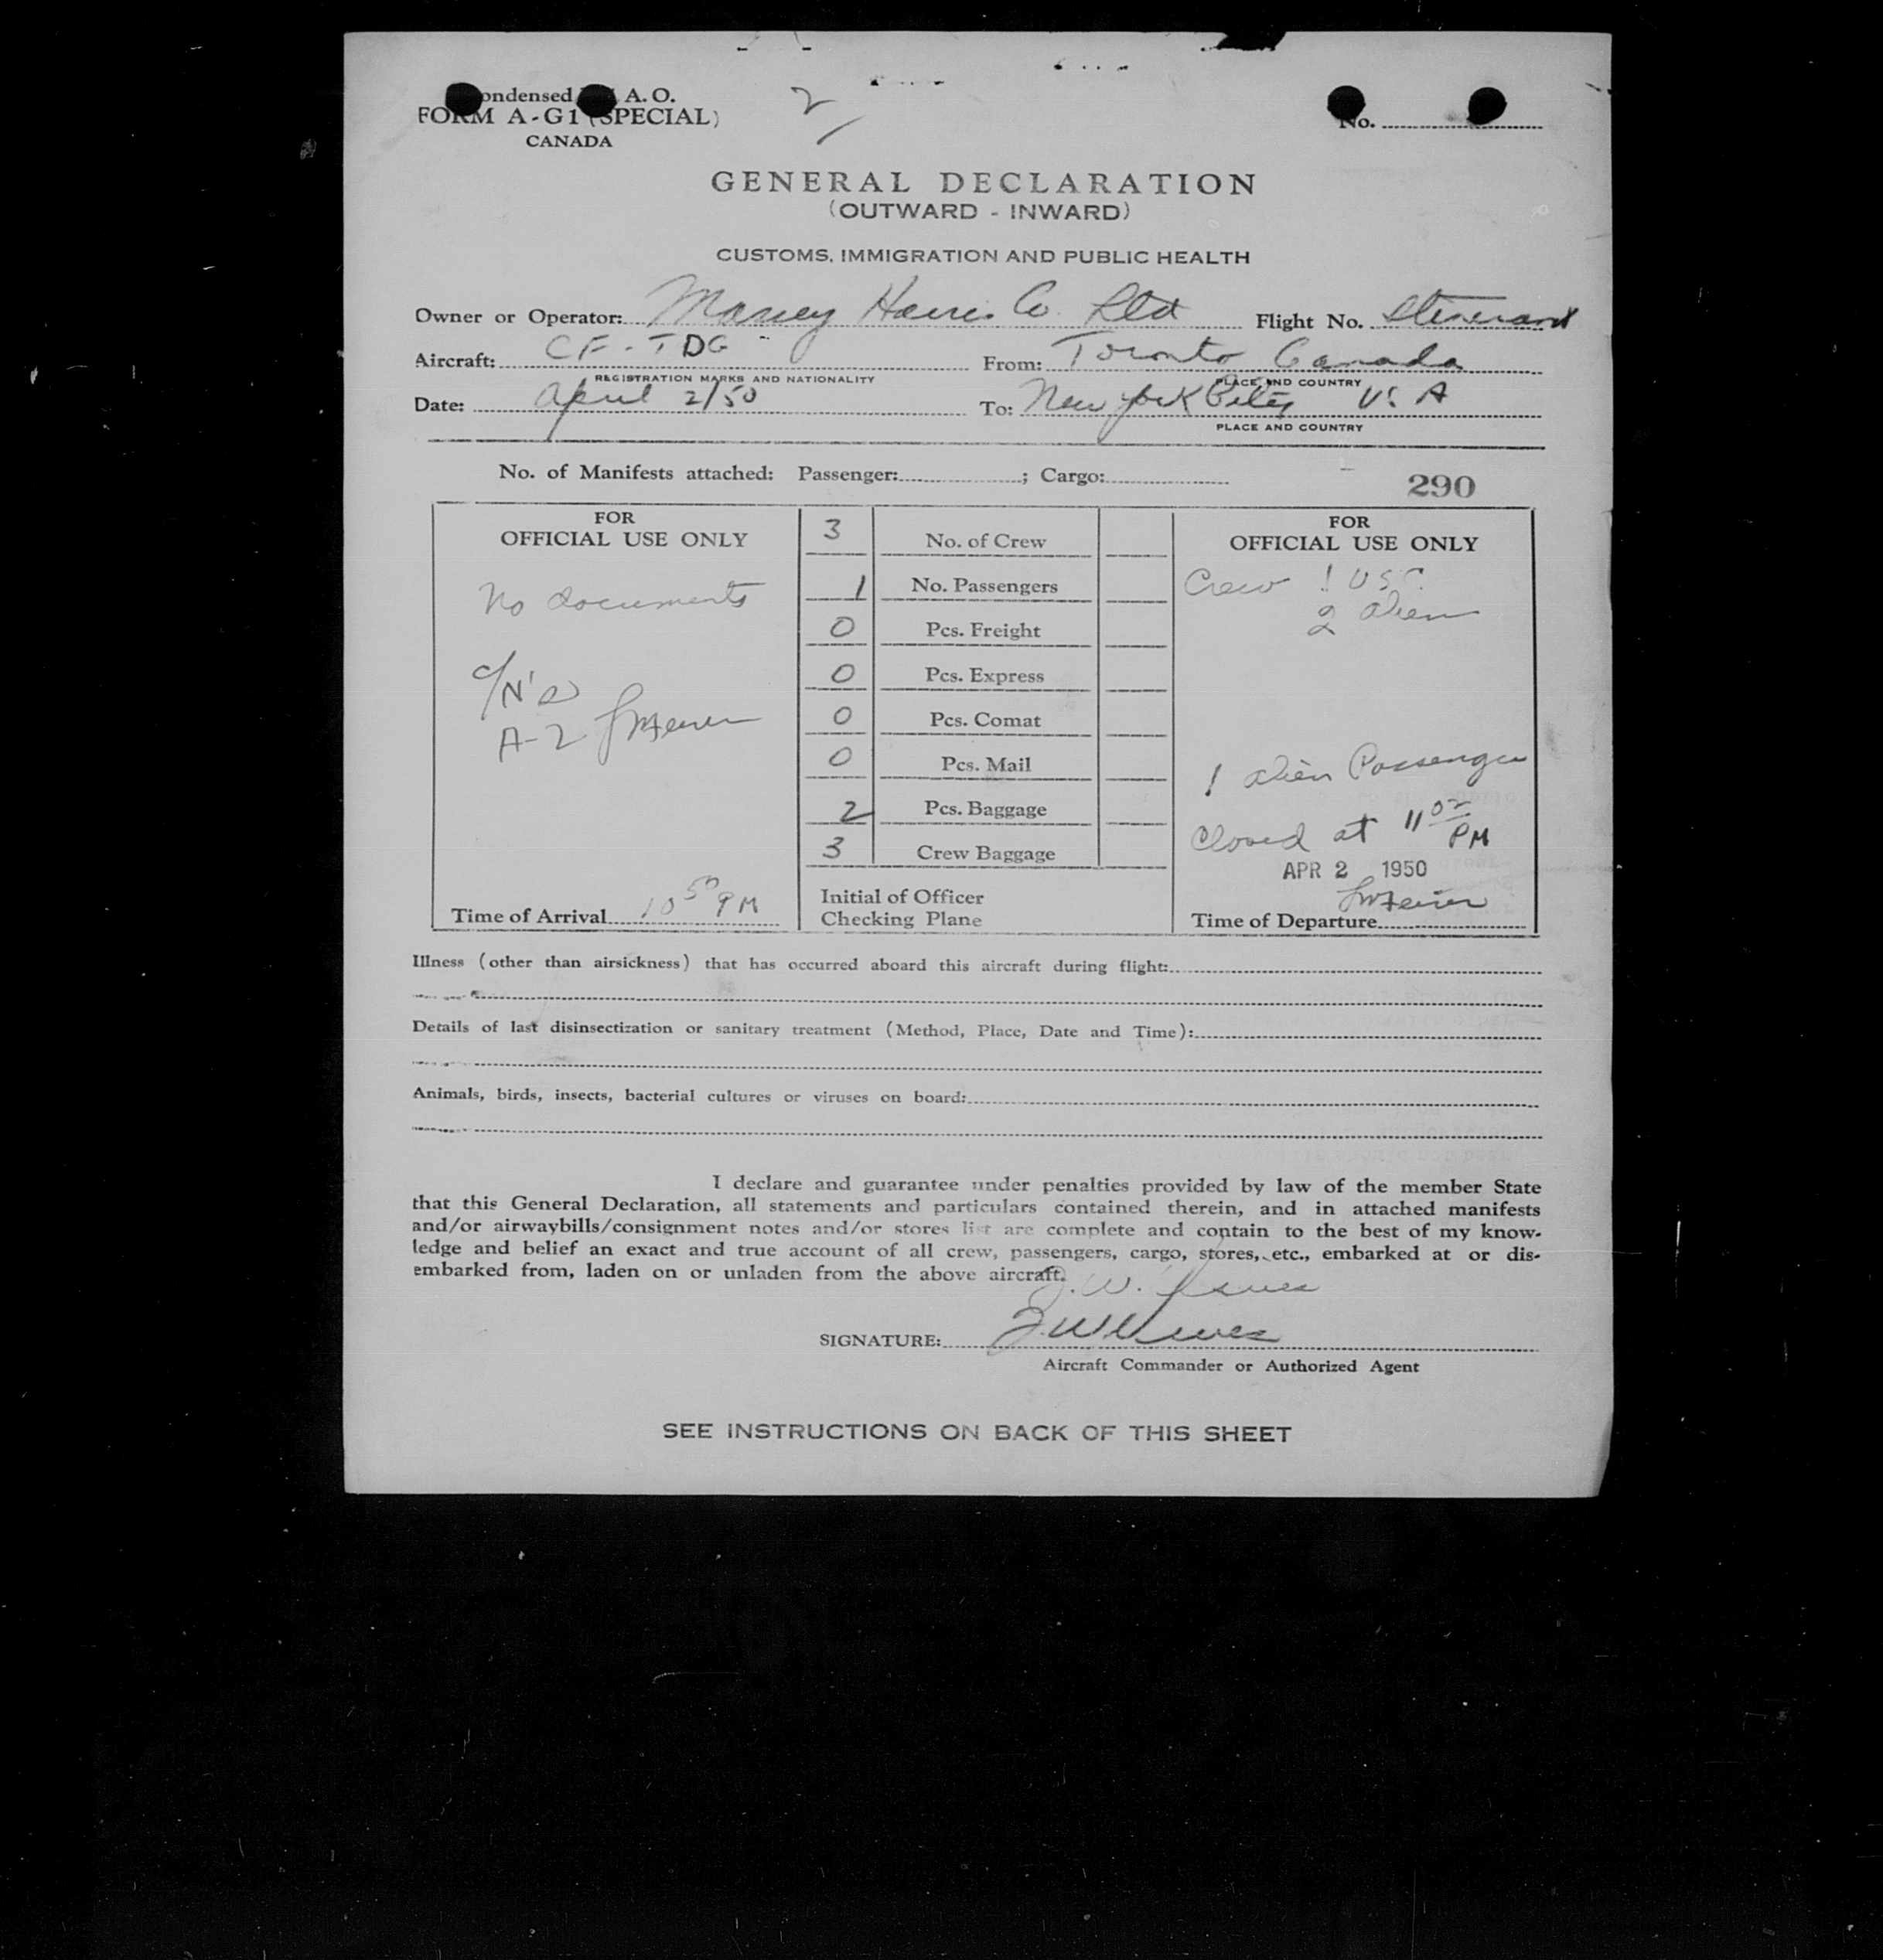 ondensed A. O.
FORM A-G1 (SPECIAL)
CANADA
2/
No.
GENERAL DECLARATION
(OUTWARD - INWARD)
CUSTOMS, IMMIGRATION AND PUBLIC HEALTH
Owner or Operator: Massey Harris Co. Ltd Flight No. Itinerant
Aircraft: CF-TDG From: Toronto Canada
REGISTRATION MARKS AND NATIONALITY PLACE AND COUNTRY
Date: April 2/50 To: New York City U.S.A
PLACE AND COUNTRY
No. of Manifests attached: Passenger: ; Cargo:
290
FOR
OFFICIAL USE ONLY
No documents
A-2
Time of Arrival 10 50 PM
3 No. of Crew
1 No. Passengers
0 Pcs. Freight
0 Pcs. Express
0 Pcs. Comat
0 Pcs. Mail
2 Pcs. Baggage
3 Crew Baggage
Initial of Officer
Checking Plane
FOR
OFFICIAL USE ONLY
Crew 1 USC
2 Alien
1 Alien Passenger
Closed at 11 PM
APR 2 1950
Time of Departure
Illness (other than airsickness) that has occurred aboard this aircraft during flight:
Details of last disinsectization or sanitary treatment (Method, Place, Date and Time):
Animals, birds, insects, bacterial cultures or viruses on board:
I declare and guarantee under penalties provided by law of the member State
that this General Declaration, all statements and particulars contained therein, and in attached manifests
and/or airwaybills/consignment notes and/or stores list are complete and contain to the best of my know-
ledge and belief an exact and true account of all crew, passengers, cargo, stores, etc., embarked at or dis-
embarked from, laden on or unladen from the above aircraft.
SIGNATURE:
Aircraft Commander or Authorized Agent
SEE INSTRUCTIONS ON BACK OF THIS SHEET